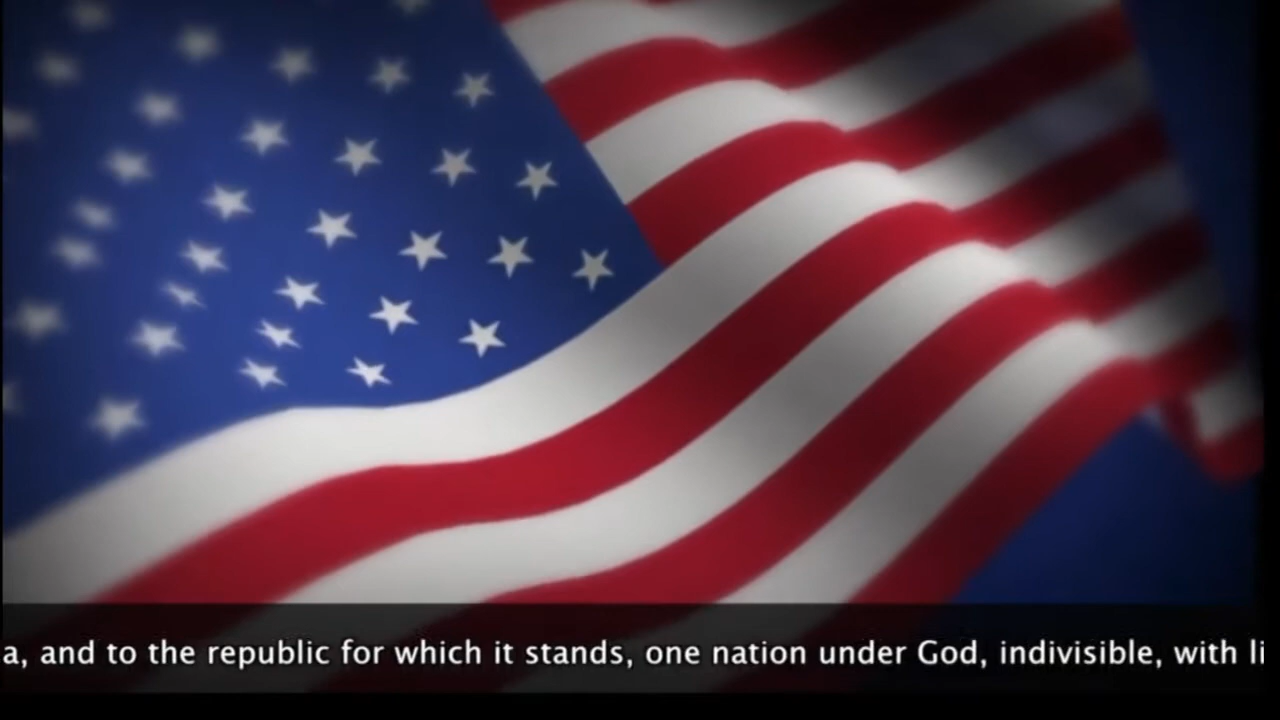 a, and to the republic for which it stands, one nation under God, indivisible, with li